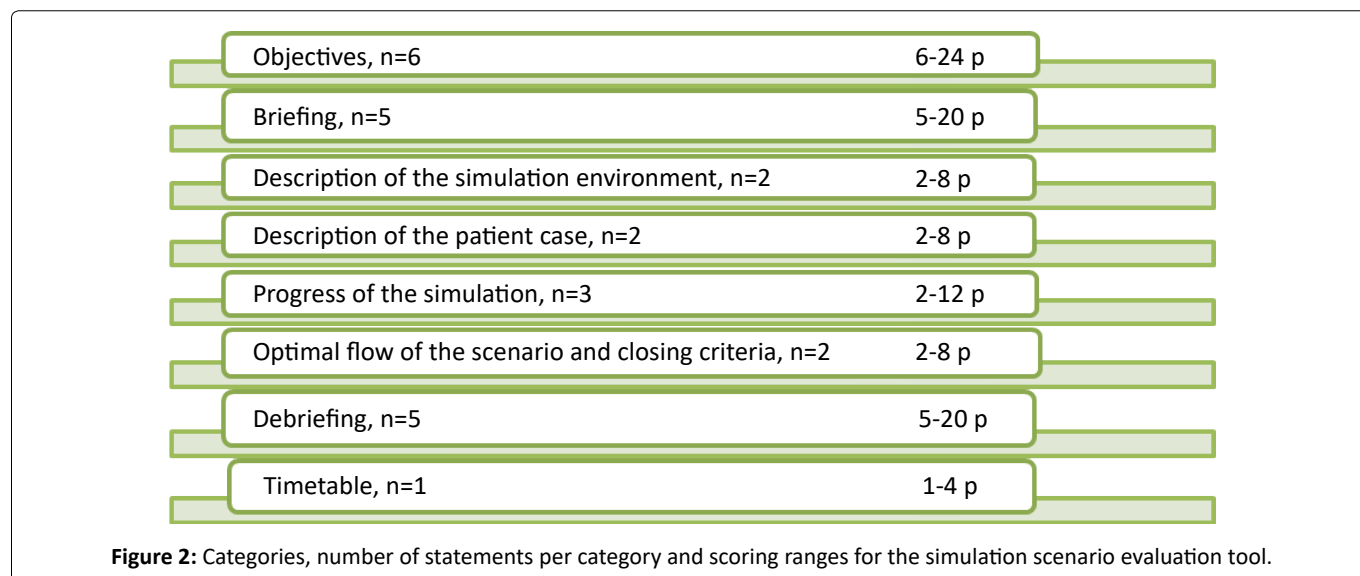 Objectives, n=6 6-24 p
Briefing, n=5 5-20 p
Description of the simulation environment, n=2 2-8 p
Description of the patient case, n=2 2-8 p
Progress of the simulation, n=3 2-12 p
Optimal flow of the scenario and closing criteria, n=2 2-8 p
Debriefing, n=5 5-20 p
Timetable, n=1 1-4 p
Figure 2: Categories, number of statements per category and scoring ranges for the simulation scenario evaluation tool.